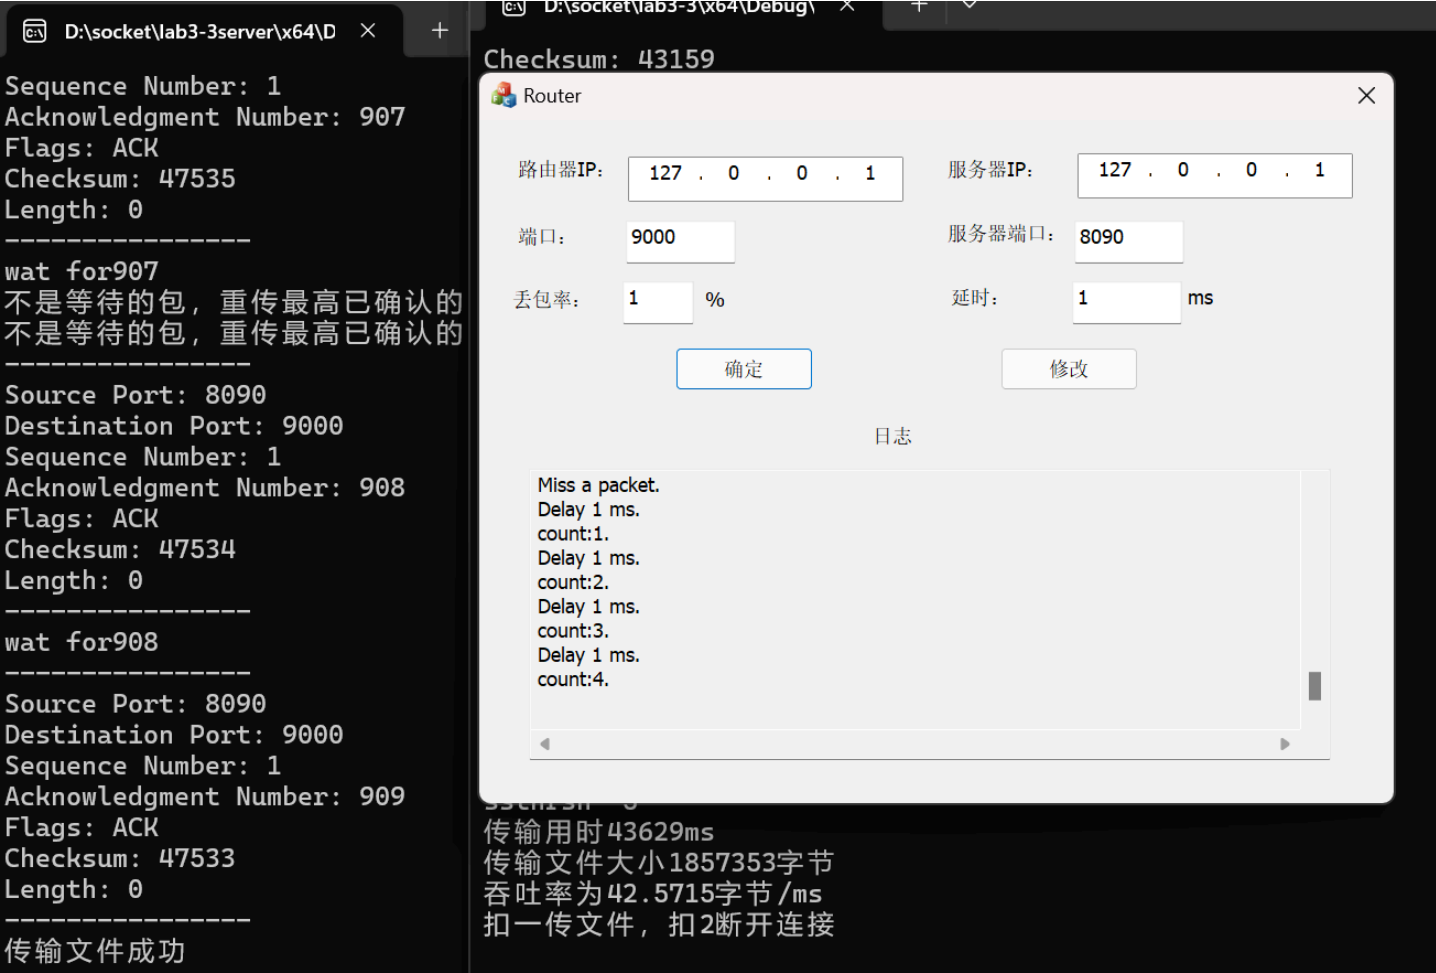 D:\socket\lab3-3server\x64\D
Sequence Number: 1
Acknowledgment Number: 907
Flags: ACK
Checksum: 47535
Length: 0
----------------
wat for907
不是等待的包，重传最高已确认的
不是等待的包，重传最高已确认的
----------------
Source Port: 8090
Destination Port: 9000
Sequence Number: 1
Acknowledgment Number: 908
Flags: ACK
Checksum: 47534
Length: 0
----------------
wat for908
----------------
Source Port: 8090
Destination Port: 9000
Sequence Number: 1
Acknowledgment Number: 909
Flags: ACK
Checksum: 47533
Length: 0
----------------
传输文件成功
D:\socket\lab3-3\x64\Debug\
Checksum: 43159
Router
路由器IP： 127 . 0 . 0 . 1 服务器IP： 127 . 0 . 0 . 1
端口： 9000 服务器端口： 8090
丢包率： 1 % 延时： 1 ms
确定 修改
日志
Miss a packet.
Delay 1 ms.
count:1.
Delay 1 ms.
count:2.
Delay 1 ms.
count:3.
Delay 1 ms.
count:4.
传输用时43629ms
传输文件大小1857353字节
吞吐率为42.5715字节/ms
扣一传文件，扣2断开连接